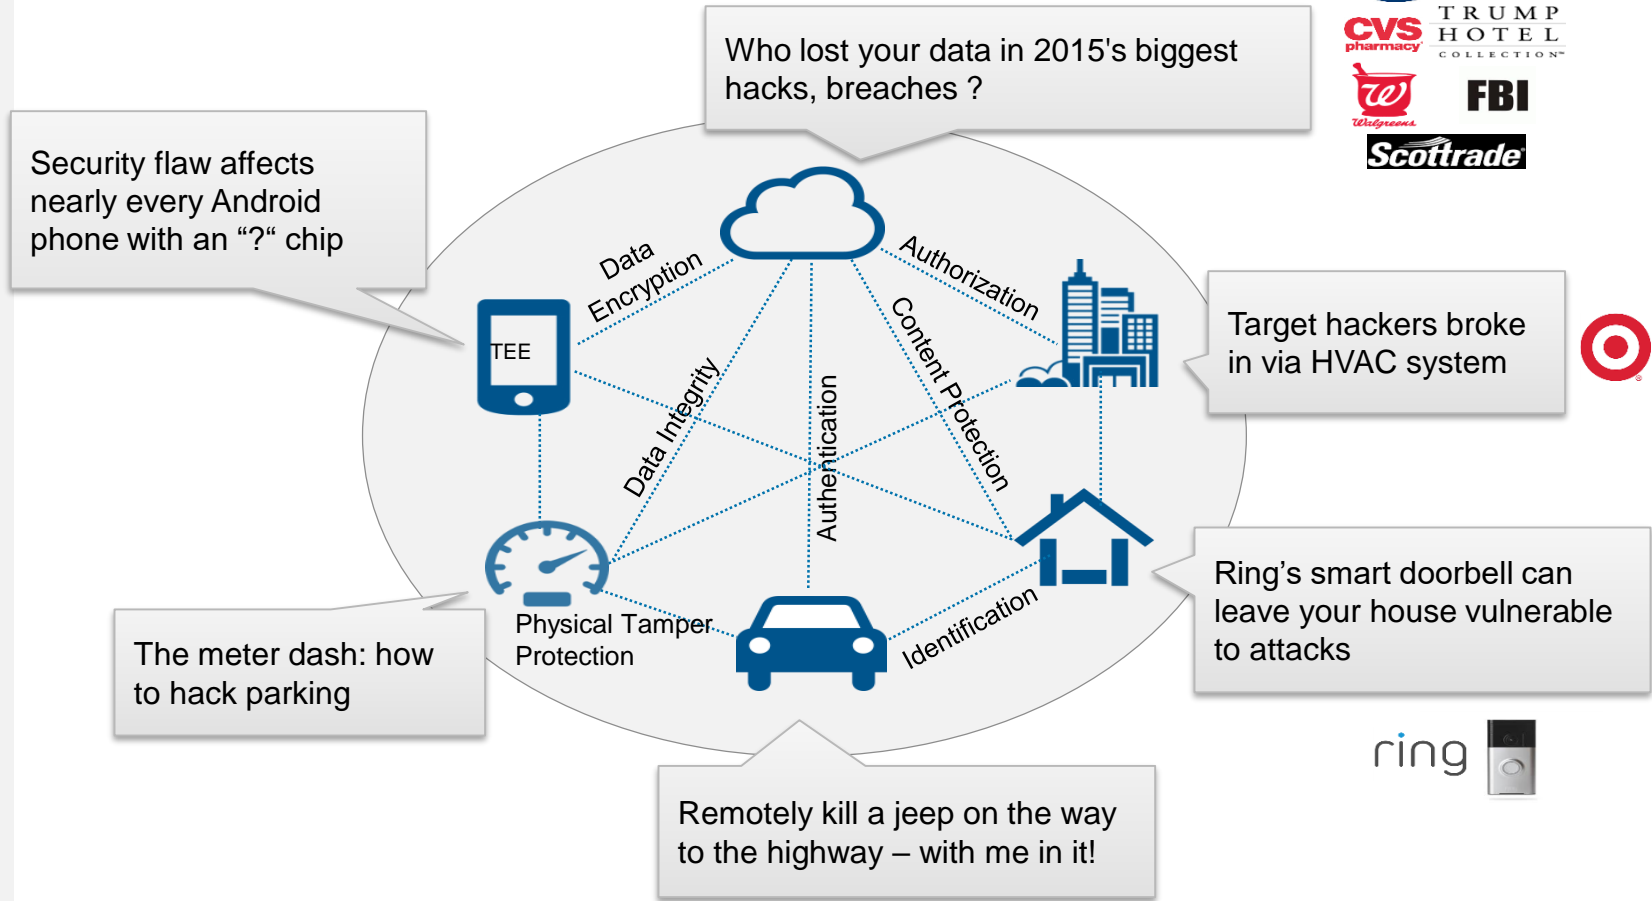 Who lost your data in 2015's biggest
hacks, breaches ?
CVS
pharmacy
TRUMP
HOTEL
COLLECTION™
W
Walgreens
FBI
Scottrade
Security flaw affects
nearly every Android
phone with an “?“ chip
Data
Encryption
Authorization
TEE
Content Protection
Data Integrity
Authentication
Target hackers broke
in via HVAC system
Ring’s smart doorbell can
leave your house vulnerable
to attacks
Physical Tamper
Protection
Identification
The meter dash: how
to hack parking
ring
Remotely kill a jeep on the way
to the highway – with me in it!